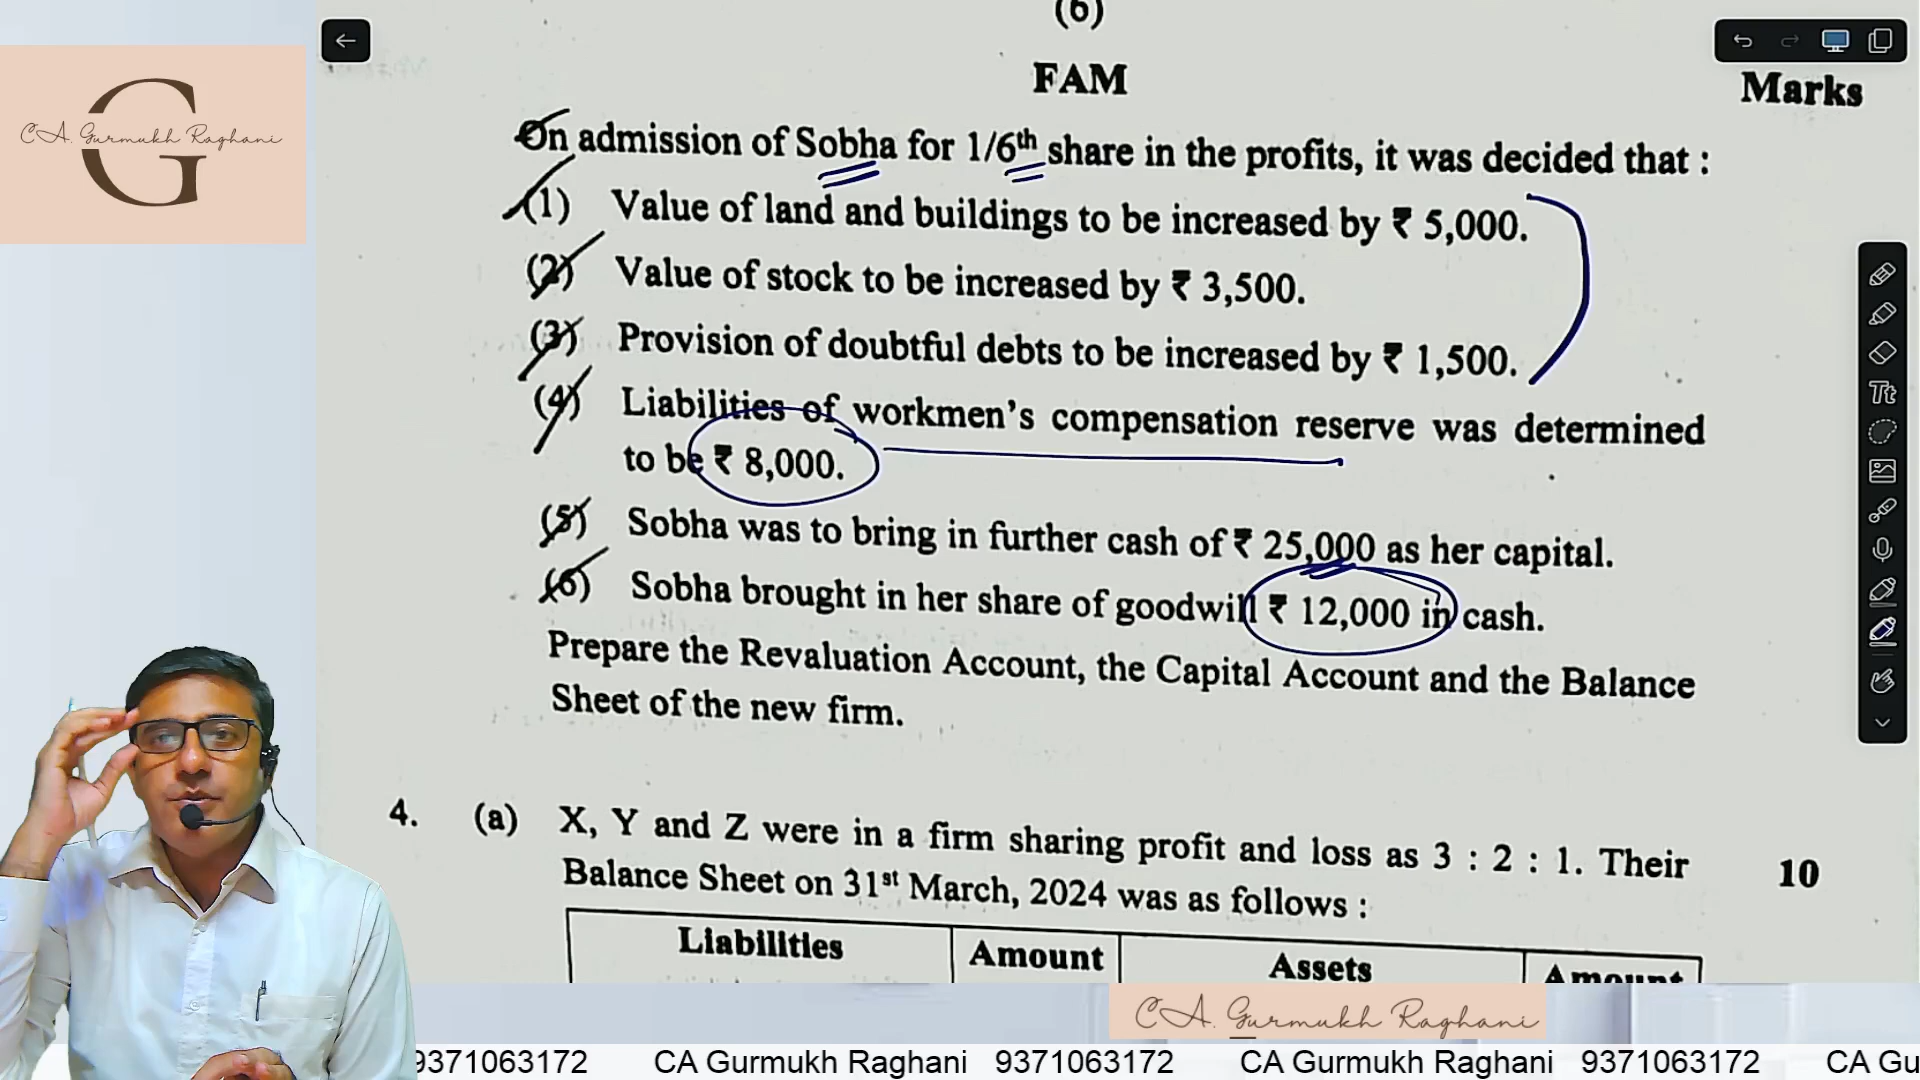 (6)
FAM
Marks
CA. Gurmukh Raghani
G
On admission of Sobha for 1/6th share in the profits, it was decided that :
(1) Value of land and buildings to be increased by ₹ 5,000.
(2) Value of stock to be increased by ₹ 3,500.
(3) Provision of doubtful debts to be increased by ₹ 1,500.
(4) Liabilities of workmen's compensation reserve was determined
to be ₹ 8,000.
(5) Sobha was to bring in further cash of ₹ 25,000 as her capital.
(6) Sobha brought in her share of goodwill ₹ 12,000 in cash.
Prepare the Revaluation Account, the Capital Account and the Balance
Sheet of the new firm.
4. (a) X, Y and Z were in a firm sharing profit and loss as 3 : 2 : 1. Their 10
Balance Sheet on 31st March, 2024 was as follows :
Liabilities Amount Assets Amount
Tt
CA. Gurmukh Raghani
9371063172 CA Gurmukh Raghani 9371063172 CA Gurmukh Raghani 9371063172 CA Gu